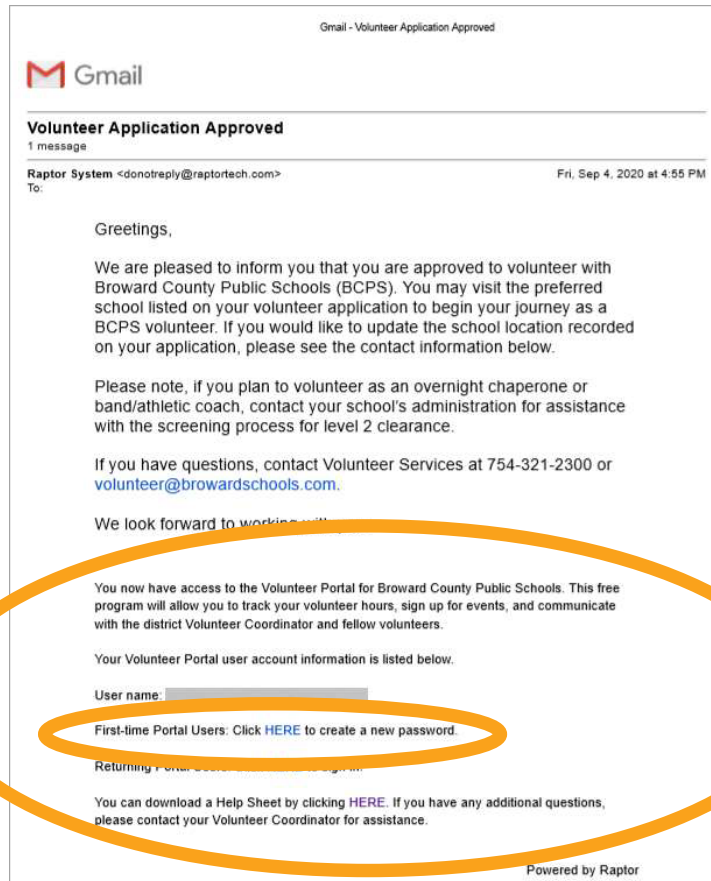 Gmail - Volunteer Application Approved
Gmail
Volunteer Application Approved
1 message
Raptor System <donotreply@raptortech.com> Fri, Sep 4, 2020 at 4:55 PM
To:
Greetings,
We are pleased to inform you that you are approved to volunteer with
Broward County Public Schools (BCPS). You may visit the preferred
school listed on your volunteer application to begin your journey as a
BCPS volunteer. If you would like to update the school location recorded
on your application, please see the contact information below.
Please note, if you plan to volunteer as an overnight chaperone or
band/athletic coach, contact your school's administration for assistance
with the screening process for level 2 clearance.
If you have questions, contact Volunteer Services at 754-321-2300 or
volunteer@browardschools.com.
We look forward to working
You now have access to the Volunteer Portal for Broward County Public Schools. This free
program will allow you to track your volunteer hours, sign up for events, and communicate
with the district Volunteer Coordinator and fellow volunteers.
Your Volunteer Portal user account information is listed below.
User name:
First-time Portal Users: Click HERE to create a new password.
Returning Portal
You can download a Help Sheet by clicking HERE. If you have any additional questions,
please contact your Volunteer Coordinator for assistance.
Powered by Raptor